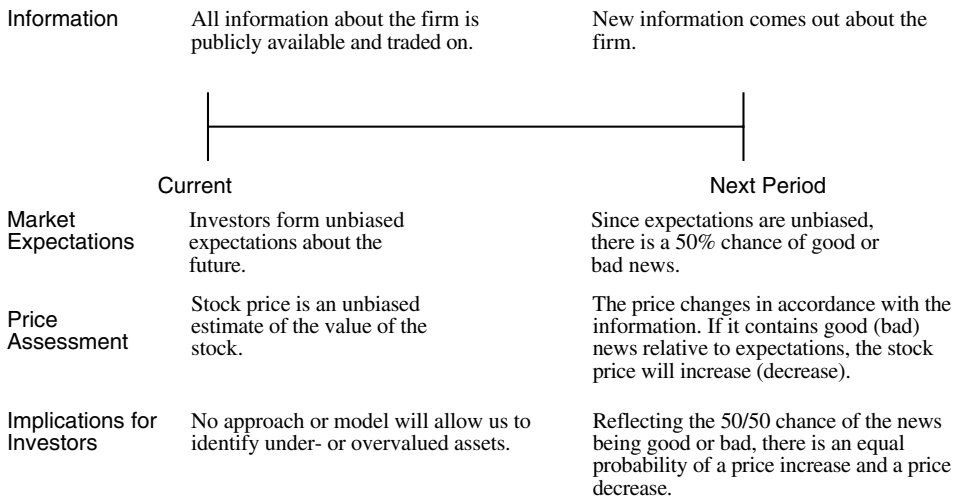 Information
All information about the firm is
publicly available and traded on.
New information comes out about the
firm.
Current
Next Period
Market
Expectations
Investors form unbiased
expectations about the
future.
Since expectations are unbiased,
there is a 50% chance of good or
bad news.
Price
Assessment
Stock price is an unbiased
estimate of the value of the
stock.
The price changes in accordance with the
information. If it contains good (bad)
news relative to expectations, the stock
price will increase (decrease).
Implications for
Investors
No approach or model will allow us to
identify under- or overvalued assets.
Reflecting the 50/50 chance of the news
being good or bad, there is an equal
probability of a price increase and a price
decrease.